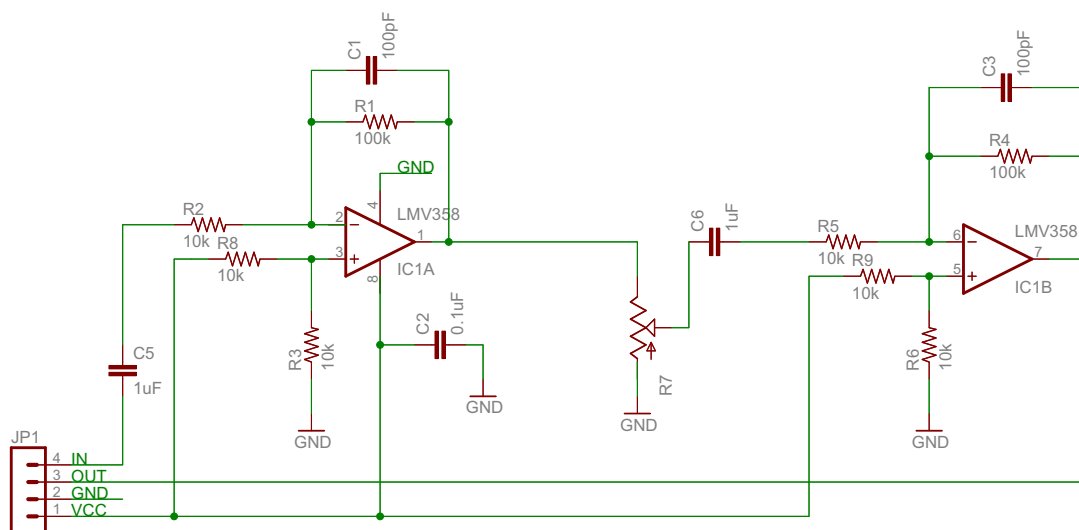 C1
100pF
R1
100k
GND
4
LMV358
R2
10k
2
1
R8
10k
3
IC1A
8
C2
0.1uF
R3
10k
GND
GND
C5
1uF
R7
GND
C6
1uF
C3
100pF
R4
100k
R5
10k
6
LMV358
7
R9
10k
5
IC1B
R6
10k
GND
JP1
4 IN
3 OUT
2 GND
1 VCC